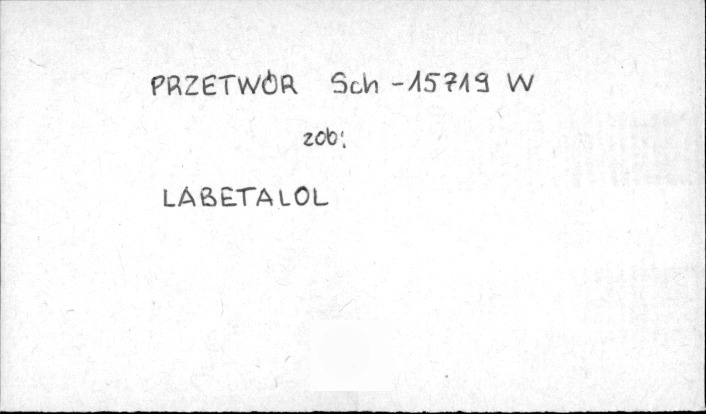 PRZETWÓR Sch-15719 W
zob:
LABETALOL